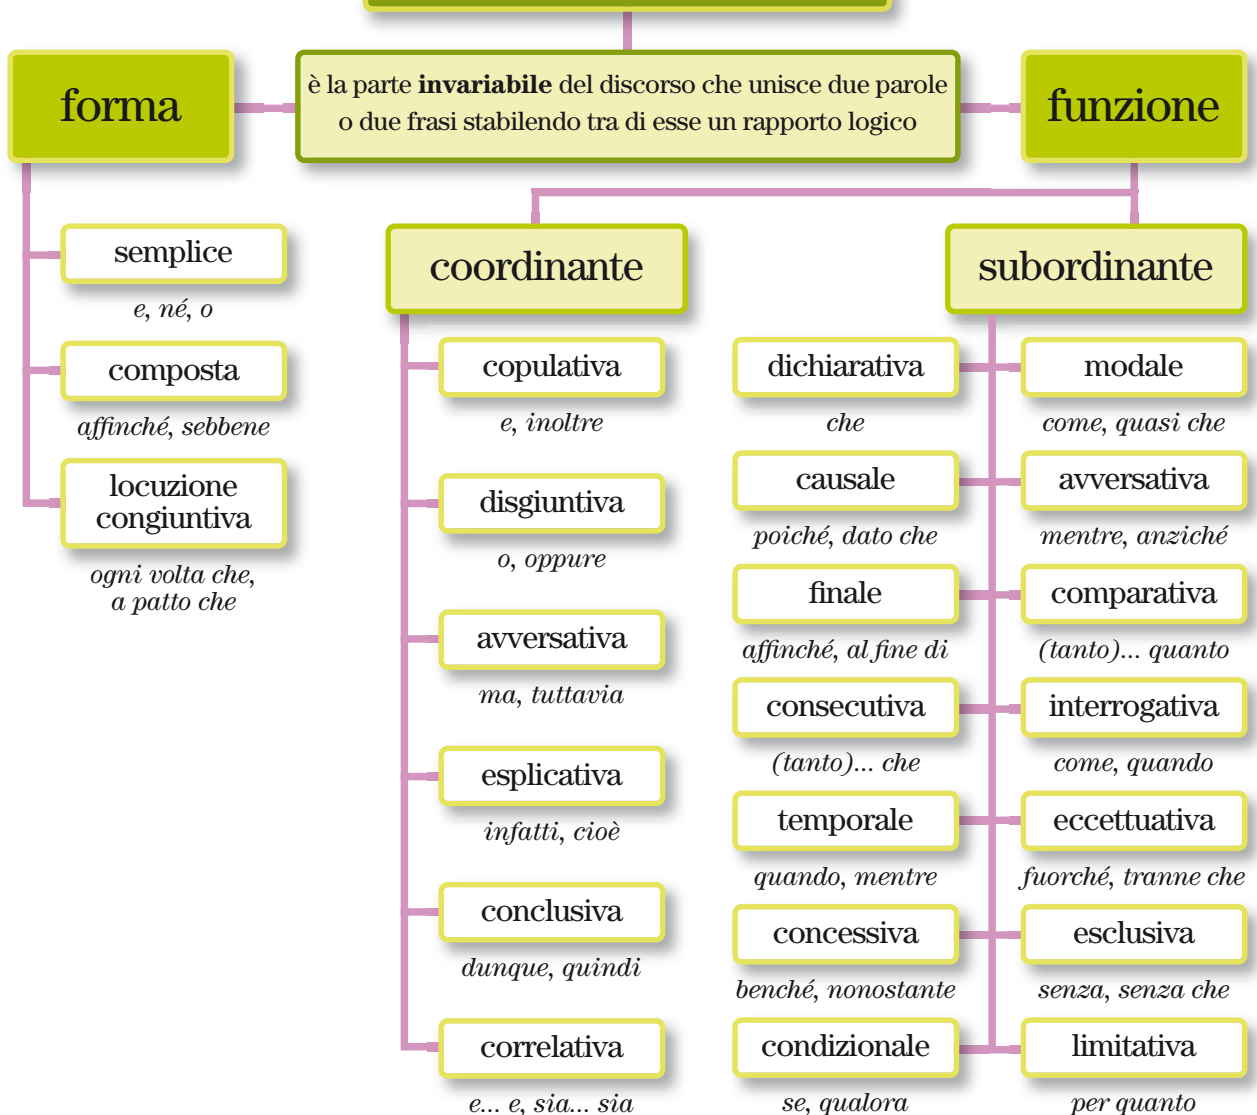 è la parte invariabile del discorso che unisce due parole
o due frasi stabilendo tra di esse un rapporto logico
forma
semplice
e, né, o
composta
affinché, sebbene
locuzione
congiuntiva
ogni volta che,
a patto che
funzione
coordinante
copulativa
e, inoltre
disgiuntiva
o, oppure
avversativa
ma, tuttavia
esplicativa
infatti, cioè
conclusiva
dunque, quindi
correlativa
e... e, sia... sia
subordinante
dichiarativa
che
causale
poiché, dato che
finale
affinché, al fine di
consecutiva
(tanto)... che
temporale
quando, mentre
concessiva
benché, nonostante
condizionale
se, qualora
modale
come, quasi che
avversativa
mentre, anziché
comparativa
(tanto)... quanto
interrogativa
come, quando
eccettuativa
fuorché, tranne che
esclusiva
senza, senza che
limitativa
per quanto